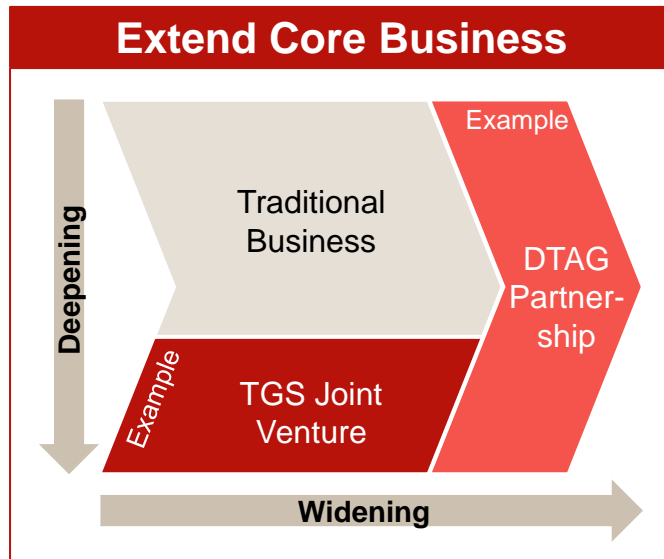 Extend Core Business
Deepening
Traditional
Business
Example
DTAG
Partner-
ship
Example
TGS Joint
Venture
Widening